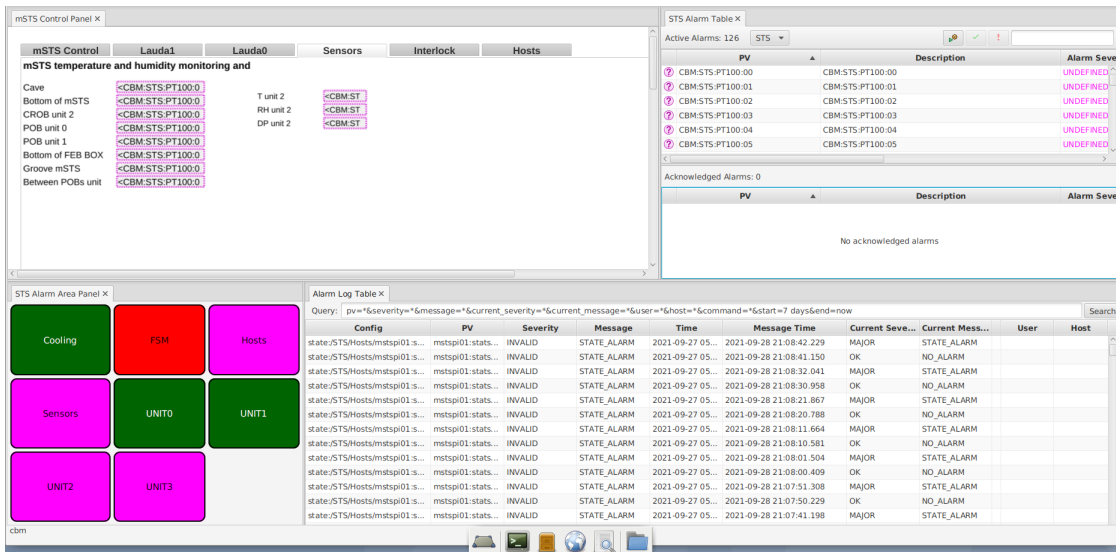 mSTS Control Panel ×
mSTS Control Lauda1 Lauda0 Sensors Interlock Hosts
mSTS temperature and humidity monitoring and
Cave <CBM:STS:PT100:0
Bottom of mSTS <CBM:STS:PT100:0
CROB unit 2 <CBM:STS:PT100:0
POB unit 0 <CBM:STS:PT100:0
POB unit 1 <CBM:STS:PT100:0
Bottom of FEB BOX <CBM:STS:PT100:0
Groove mSTS <CBM:STS:PT100:0
Between POBs unit <CBM:STS:PT100:0
T unit 2 <CBM:ST
RH unit 2 <CBM:ST
DP unit 2 <CBM:ST
STS Alarm Table ×
Active Alarms: 126 STS
PV Description Alarm Seve
CBM:STS:PT100:00 CBM:STS:PT100:00 UNDEFINED
CBM:STS:PT100:01 CBM:STS:PT100:01 UNDEFINED
CBM:STS:PT100:02 CBM:STS:PT100:02 UNDEFINED
CBM:STS:PT100:03 CBM:STS:PT100:03 UNDEFINED
CBM:STS:PT100:04 CBM:STS:PT100:04 UNDEFINED
CBM:STS:PT100:05 CBM:STS:PT100:05 UNDEFINED
Acknowledged Alarms: 0
PV Description Alarm Seve
No acknowledged alarms
STS Alarm Area Panel ×
Cooling FSM Hosts
Sensors UNIT0 UNIT1
UNIT2 UNIT3
cbm
Alarm Log Table ×
Query: pv=*&severity=*&message=*&current_severity=*&current_message=*&user=*&host=*&command=*&start=7 days&end=now Search
Config PV Severity Message Time Message Time Current Seve... Current Mess... User Host
state:/STS/Hosts/mstspi01:s... mstspi01:stats... INVALID STATE_ALARM 2021-09-27 05... 2021-09-28 21:08:42.229 MAJOR STATE_ALARM
state:/STS/Hosts/mstspi01:s... mstspi01:stats... INVALID STATE_ALARM 2021-09-27 05... 2021-09-28 21:08:41.150 OK NO_ALARM
state:/STS/Hosts/mstspi01:s... mstspi01:stats... INVALID STATE_ALARM 2021-09-27 05... 2021-09-28 21:08:32.041 MAJOR STATE_ALARM
state:/STS/Hosts/mstspi01:s... mstspi01:stats... INVALID STATE_ALARM 2021-09-27 05... 2021-09-28 21:08:30.958 OK NO_ALARM
state:/STS/Hosts/mstspi01:s... mstspi01:stats... INVALID STATE_ALARM 2021-09-27 05... 2021-09-28 21:08:21.867 MAJOR STATE_ALARM
state:/STS/Hosts/mstspi01:s... mstspi01:stats... INVALID STATE_ALARM 2021-09-27 05... 2021-09-28 21:08:20.788 OK NO_ALARM
state:/STS/Hosts/mstspi01:s... mstspi01:stats... INVALID STATE_ALARM 2021-09-27 05... 2021-09-28 21:08:11.664 MAJOR STATE_ALARM
state:/STS/Hosts/mstspi01:s... mstspi01:stats... INVALID STATE_ALARM 2021-09-27 05... 2021-09-28 21:08:10.581 OK NO_ALARM
state:/STS/Hosts/mstspi01:s... mstspi01:stats... INVALID STATE_ALARM 2021-09-27 05... 2021-09-28 21:08:01.504 MAJOR STATE_ALARM
state:/STS/Hosts/mstspi01:s... mstspi01:stats... INVALID STATE_ALARM 2021-09-27 05... 2021-09-28 21:08:00.409 OK NO_ALARM
state:/STS/Hosts/mstspi01:s... mstspi01:stats... INVALID STATE_ALARM 2021-09-27 05... 2021-09-28 21:07:51.308 MAJOR STATE_ALARM
state:/STS/Hosts/mstspi01:s... mstspi01:stats... INVALID STATE_ALARM 2021-09-27 05... 2021-09-28 21:07:50.229 OK NO_ALARM
state:/STS/Hosts/mstspi01:s... mstspi01:stats... INVALID STATE_ALARM 2021-09-27 05... 2021-09-28 21:07:41.198 MAJOR STATE_ALARM